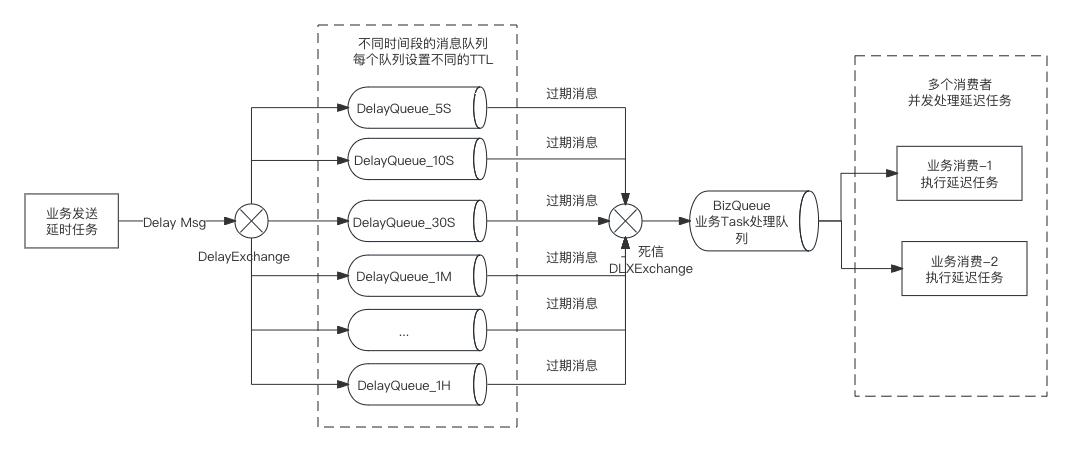 不同时间段的消息队列
每个队列设置不同的TTL
业务发送
延时任务
Delay Msg
DelayExchange
DelayQueue_5S
DelayQueue_10S
DelayQueue_30S
DelayQueue_1M
...
DelayQueue_1H
过期消息
过期消息
过期消息
过期消息
过期消息
过期消息
死信
DLXExchange
BizQueue
业务Task处理队
列
多个消费者
并发处理延迟任务
业务消费-1
执行延迟任务
业务消费-2
执行延迟任务